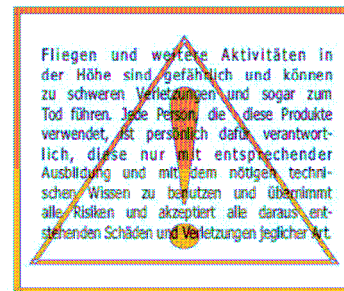 Fliegen und weitere Aktivitäten in
der Höhe sind gefährlich und können
zu schweren Verletzungen und sogar zum
Tod führen. Jede Person, die diese Produkte
verwendet, ist persönlich dafür verantwort-
lich, diese nur mit entsprechender
Ausbildung und mit dem nötigen techni-
schen Wissen zu benutzen und übernimmt
alle Risiken und akzeptiert alle daraus ent-
stehenden Schäden und Verletzungen jeglicher Art.